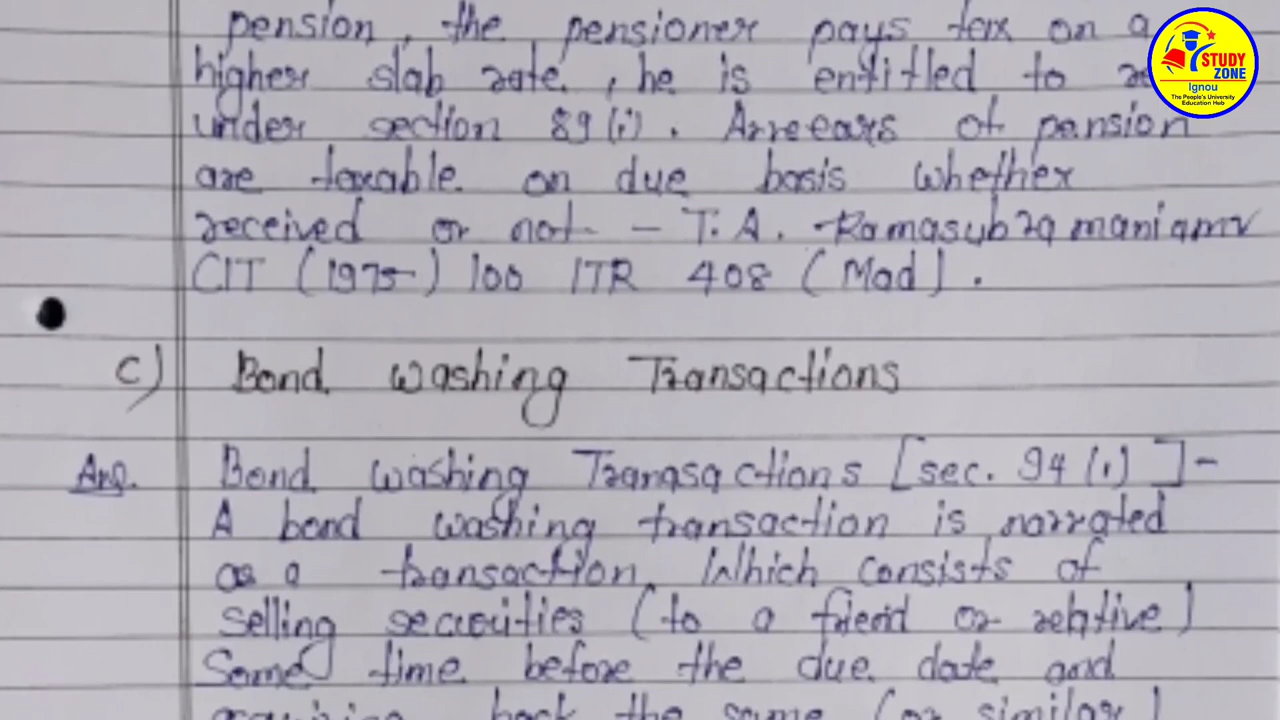 pension, the pensioner pays tax on a
higher slab rate, he is entitled to re
under section 89(i). Arreears of pension
are taxable on due basis whether
received or not - T.A. Ramasubramaniam v
CIT (1975) 100 ITR 408 (Mad).
C) Bond washing Transactions
Ans. Bond washing Tranasactions [sec. 94(1)] -
A bond washing transaction is narrated
as a transaction, Which consists of
selling securities (to a friend or relative)
Some time before the due date and
acquiring back the same (or similar)
STUDY
ZONE
Ignou
The People's University
Education Hub